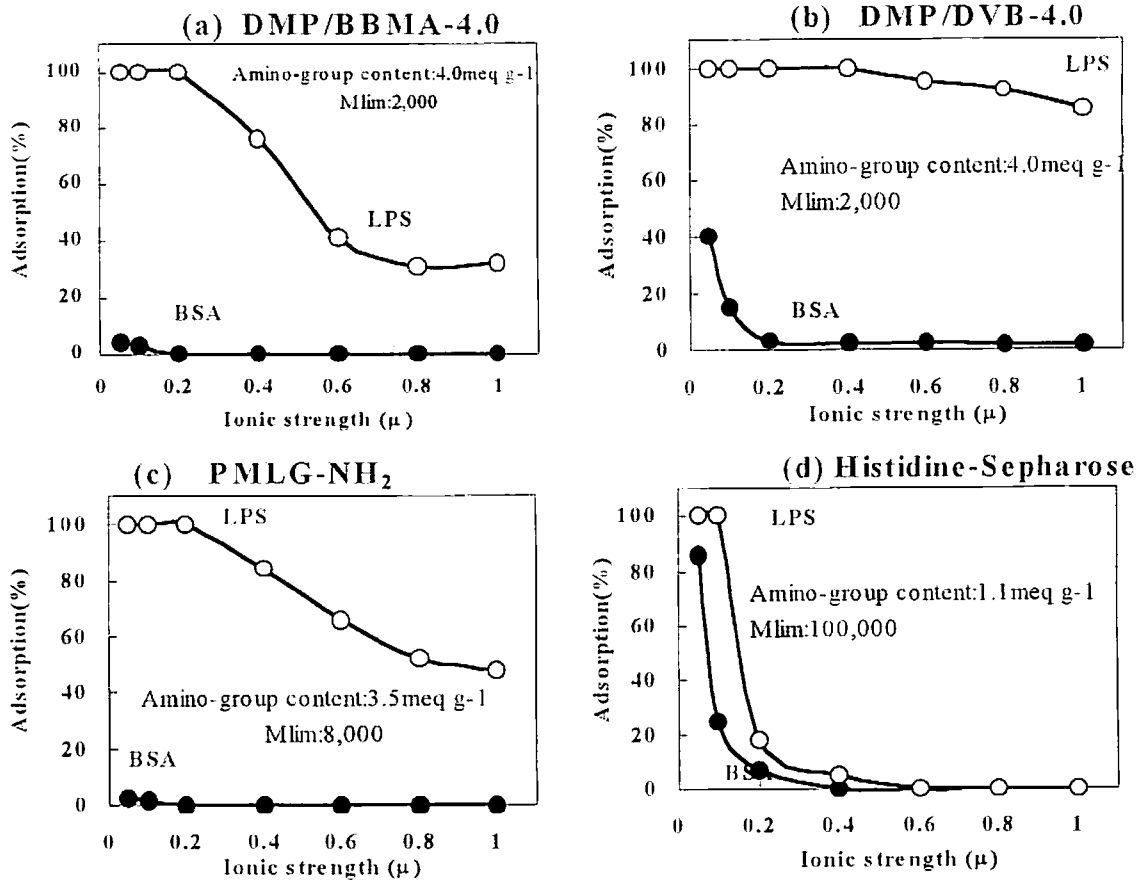 (a) DMP/BBMA-4.0
100
80
60
40
20
0
Adsorption(%)
Amino-group content:4.0meq g-1
Mlim:2,000
LPS
BSA
0 0.2 0.4 0.6 0.8 1
Ionic strength (μ)
(b) DMP/DVB-4.0
100
80
60
40
20
0
Adsorption(%)
LPS
Amino-group content:4.0meq g-1
Mlim:2,000
BSA
0 0.2 0.4 0.6 0.8 1
Ionic strength (μ)
(c) PMLG-NH₂
100
80
60
40
20
0
Adsorption(%)
LPS
Amino-group content:3.5meq g-1
Mlim:8,000
BSA
0 0.2 0.4 0.6 0.8 1
Ionic strength (μ)
(d) Histidine-Sepharose
100
80
60
40
20
0
Adsorption(%)
LPS
Amino-group content:1.1meq g-1
Mlim:100,000
BSA
0 0.2 0.4 0.6 0.8 1
Ionic strength (μ)